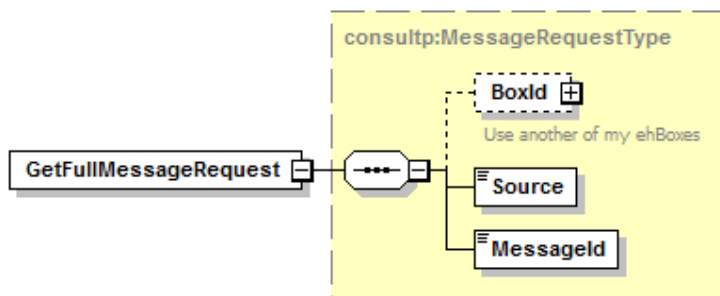 consultp:MessageRequestType
BoxId
Use another of my ehBoxes
GetFullMessageRequest
Source
MessageId